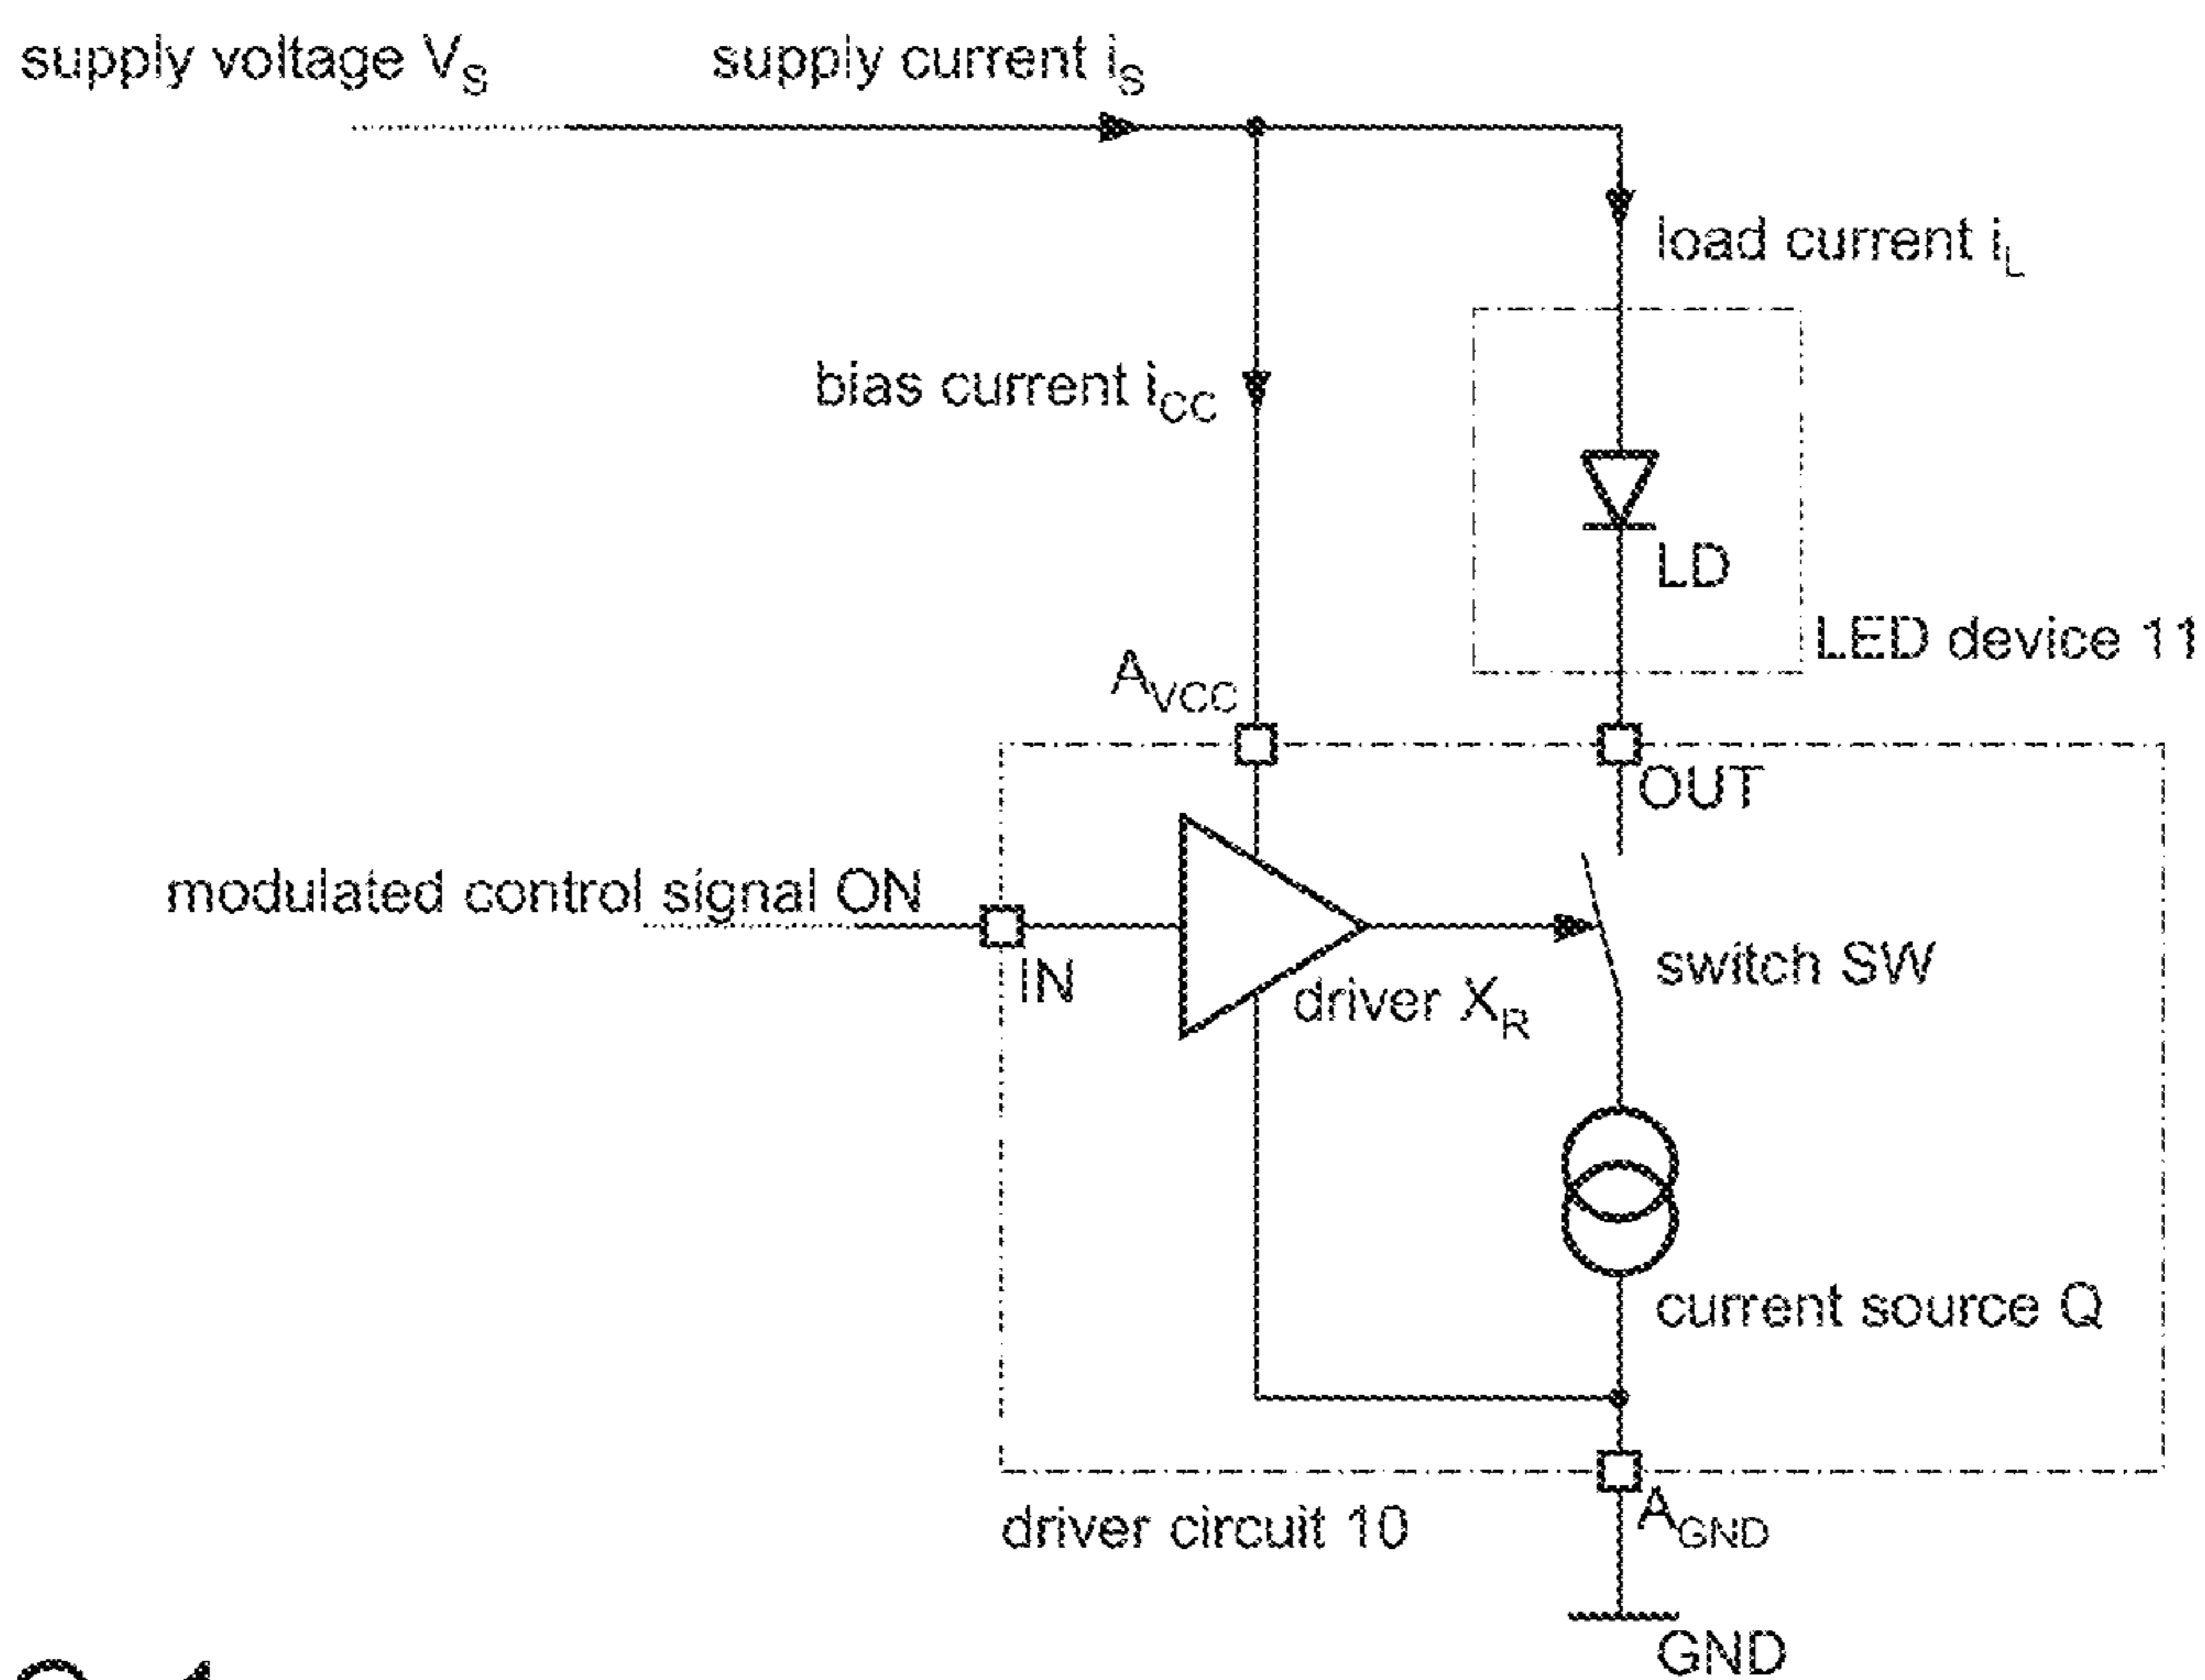 supply voltage V_S
supply current i_S
load current i_L
bias current i_CC
LD
LED device 11
A_VCC
OUT
modulated control signal ON
IN
driver X_R
switch SW
current source Q
driver circuit 10
A_GND
GND